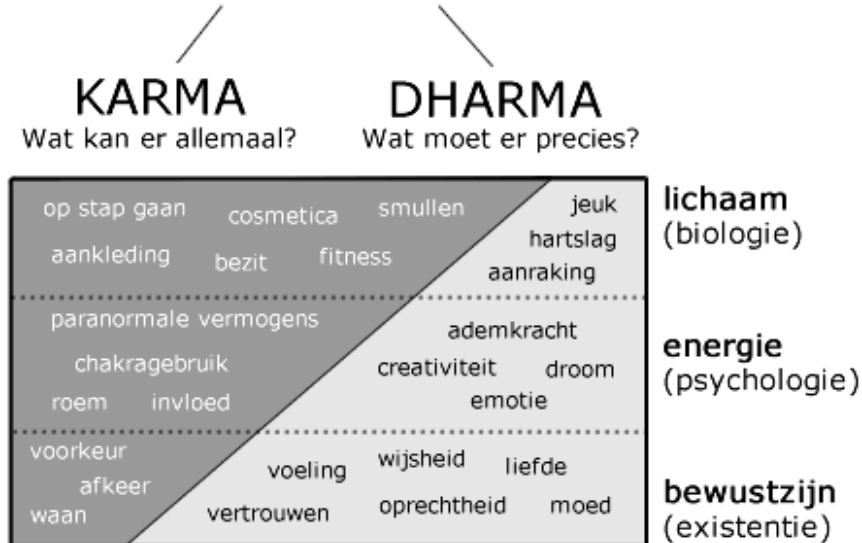 KARMA
Wat kan er allemaal?
DHARMA
Wat moet er precies?
op stap gaan
cosmetica
smullen
aankleding
bezit
fitness
jeuk
hartslag
aanraking
lichaam
(biologie)
paranormale vermogens
chakragebruik
roem
invloed
ademkracht
creativiteit
droom
emotie
energie
(psychologie)
voorkeur
afkeer
waan
voeling
wijsheid
liefde
vertrouwen
oprechtheid
moed
bewustzijn
(existentie)